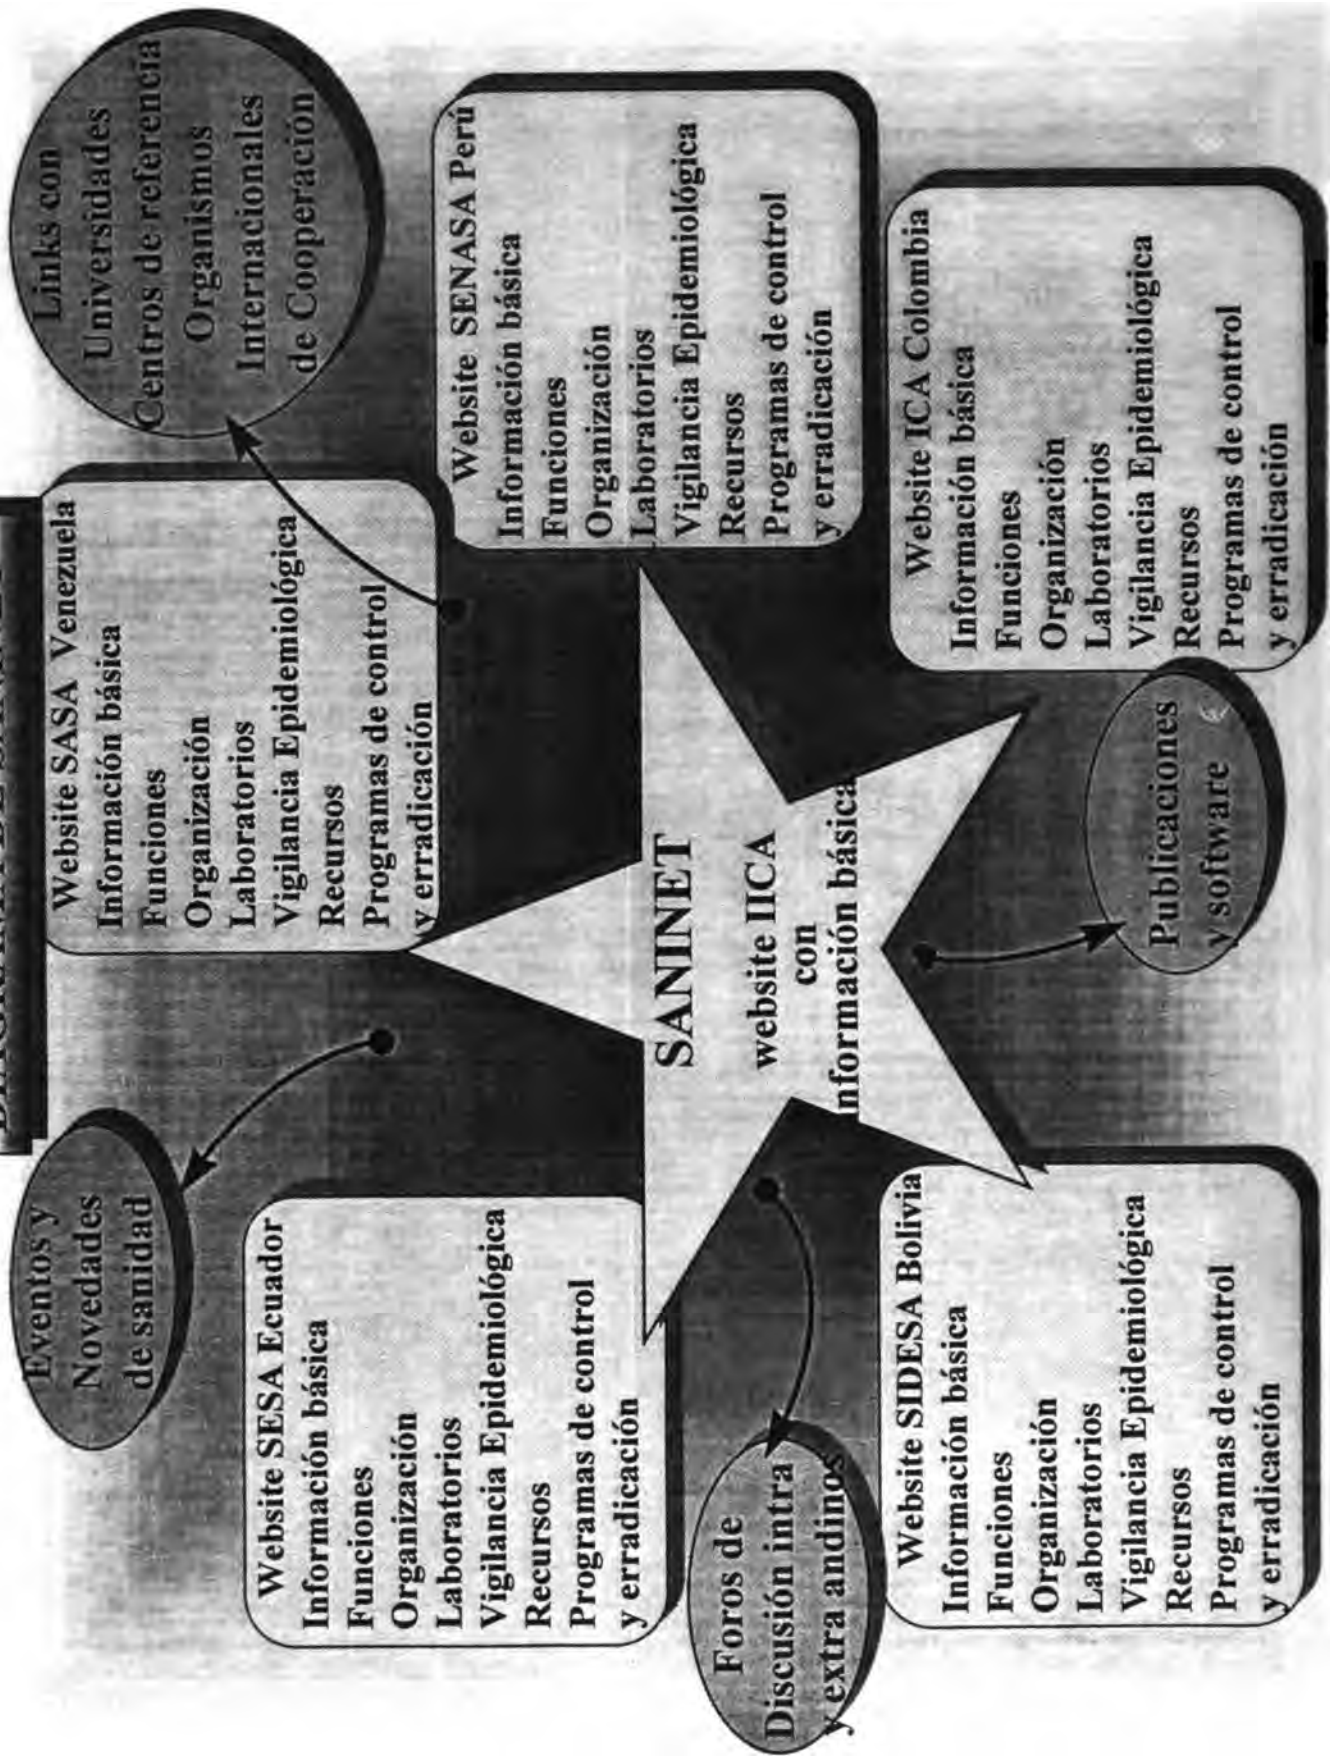 DIAGRAMA DE SANINET
Eventos y
Novedades
de sanidad
Website SASA Venezuela
Información básica
Funciones
Organización
Laboratorios
Vigilancia Epidemiológica
Recursos
Programas de control
y erradicación
Links con
Universidades
Centros de referencia
Organismos
Internacionales
de Cooperación
Website SESA Ecuador
Información básica
Funciones
Organización
Laboratorios
Vigilancia Epidemiológica
Recursos
Programas de control
y erradicación
Website SENASA Perú
Información básica
Funciones
Organización
Laboratorios
Vigilancia Epidemiológica
Recursos
Programas de control
y erradicación
SANINET
website IICA
con
información básica
Foros de
Discusión intra
y extra andinos
Website SIDESA Bolivia
Información básica
Funciones
Organización
Laboratorios
Vigilancia Epidemiológica
Recursos
Programas de control
y erradicación
Publicaciones
y software
Website ICA Colombia
Información básica
Funciones
Organización
Laboratorios
Vigilancia Epidemiológica
Recursos
Programas de control
y erradicación